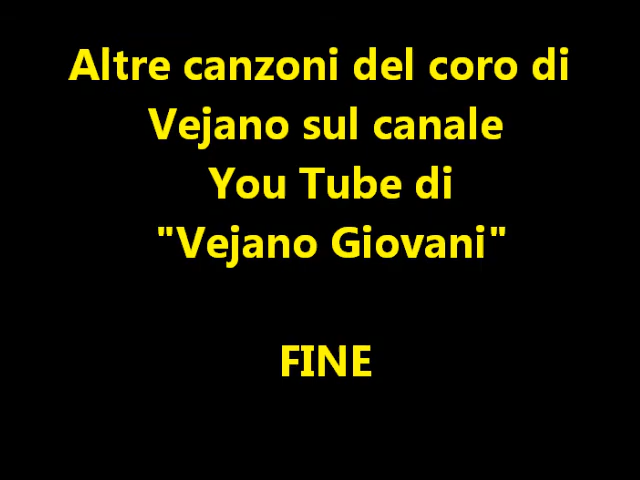 Altre canzoni del coro di
Vejano sul canale
You Tube di
"Vejano Giovani"
FINE